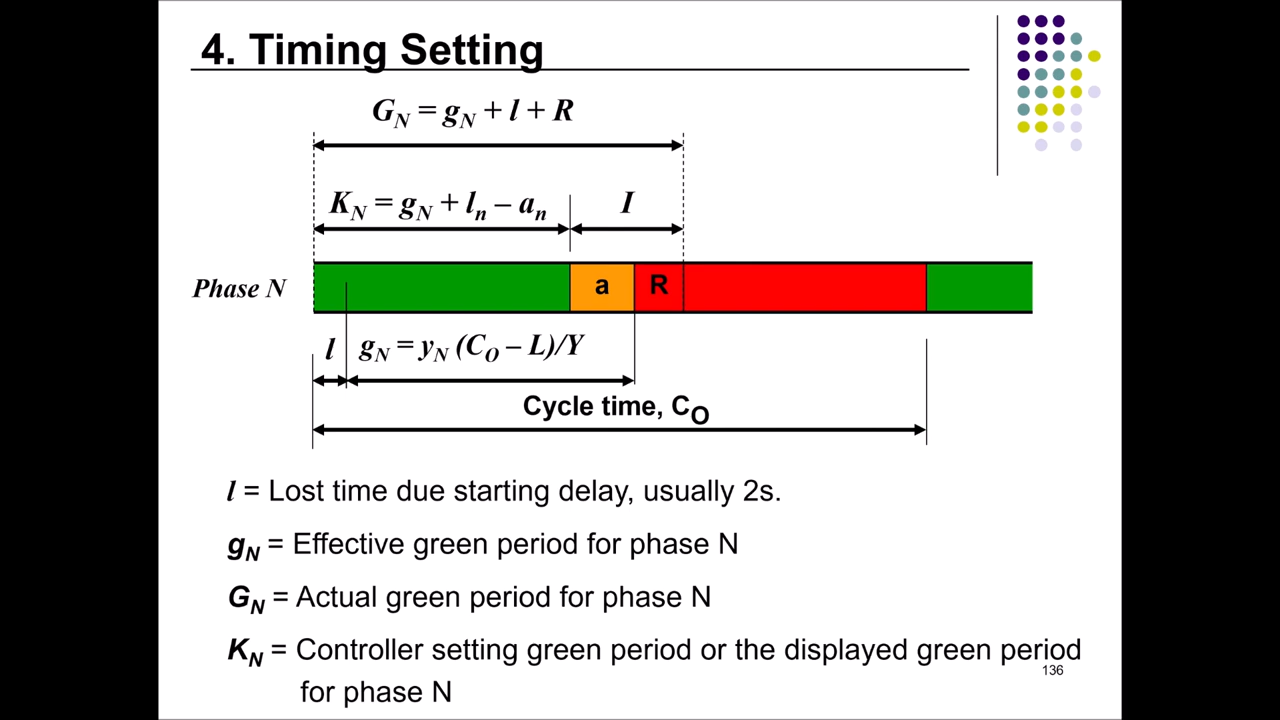 4. Timing Setting
G_N = g_N + l + R
K_N = g_N + l_n – a_n
I
Phase N
a
R
l
g_N = y_N (C_O – L)/Y
Cycle time, C_O
l = Lost time due starting delay, usually 2s.
g_N = Effective green period for phase N
G_N = Actual green period for phase N
K_N = Controller setting green period or the displayed green period
for phase N
136